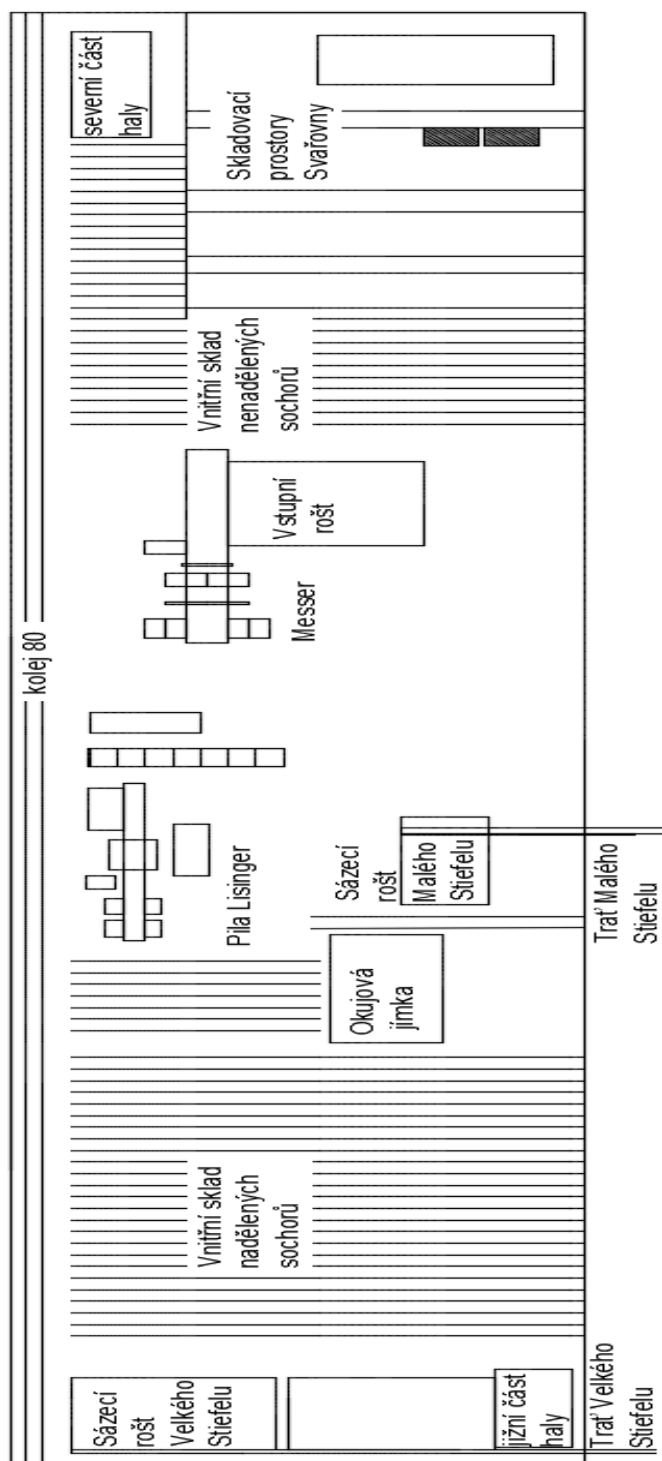 kolej 80
severní část
haly
Skladovací
prostory
Svařovny
Vnitřní sklad
nenadělených
sochorů
Vstupní
rošt
Messer
Pila Lisinger
Sázecí
rošt
Malého
Stiefelu
Trať Malého
Stiefelu
Okujová
jímka
Vnitřní sklad
nadělených
sochorů
Sázecí
rošt
Velkého
Stiefelu
jižní část
haly
Trať Velkého
Stiefelu